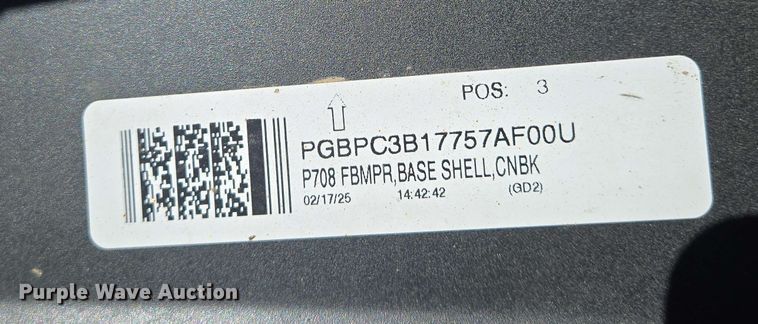 POS: 3
PGBPC3B17757AF00U
P708 FBMPR,BASE SHELL,CNBK
02/17/25 14:42:42 (GD2)
Purple Wave Auction